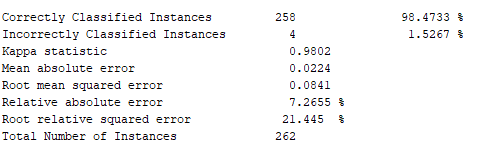 Correctly Classified Instances 258 98.4733 %
Incorrectly Classified Instances 4 1.5267 %
Kappa statistic 0.9802
Mean absolute error 0.0224
Root mean squared error 0.0841
Relative absolute error 7.2655 %
Root relative squared error 21.445 %
Total Number of Instances 262